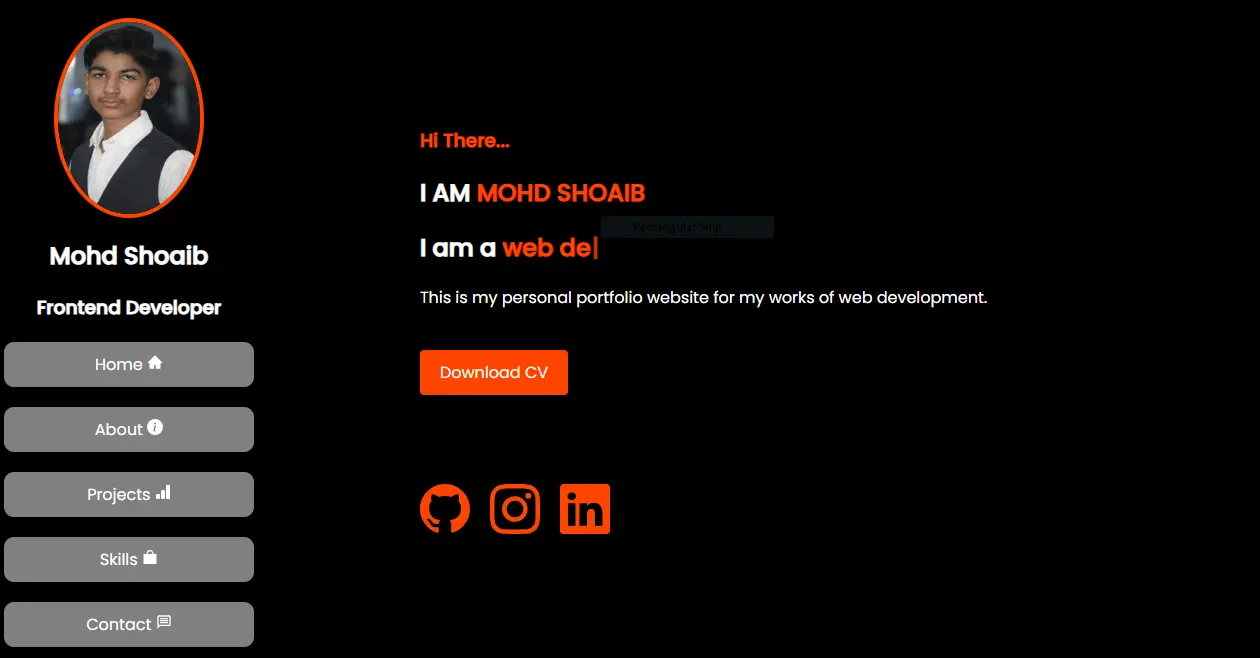 Mohd Shoaib
Frontend Developer
Home
About
Projects
Skills
Contact
Hi There...
I AM MOHD SHOAIB
Rectangular Snip
I am a web de|
This is my personal portfolio website for my works of web development.
Download CV
in